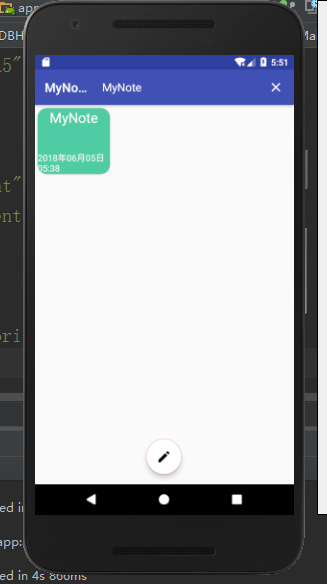 app
DBH
Ma
5"
5:51
MyNo... MyNote
MyNote
2018年06月05日
05:38
nt"
ent
ori
ed in
app:
ed in 4s 866ms